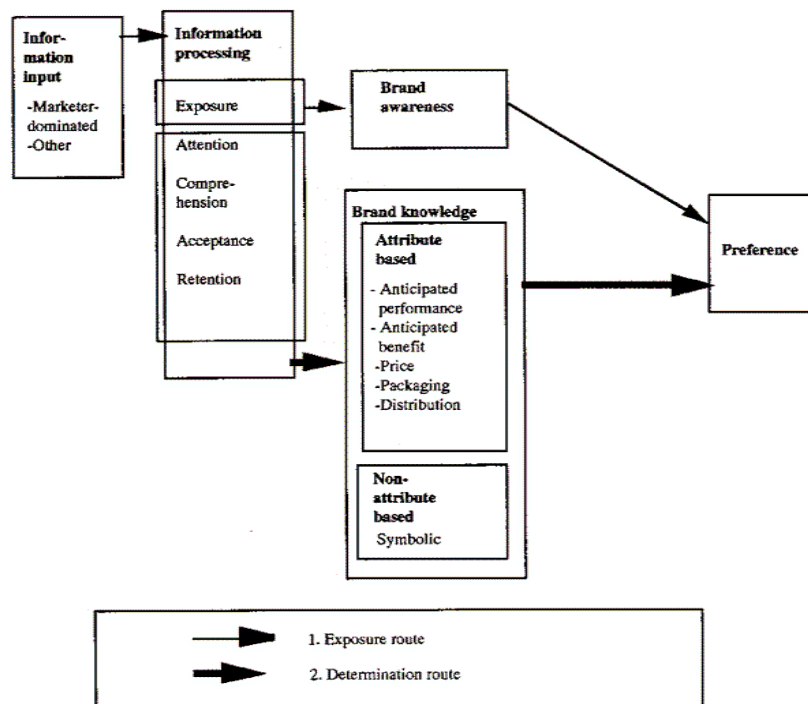 Infor-
mation
input
-Marketer-
dominated
-Other
Information
processing
Exposure
Attention
Compre-
hension
Acceptance
Retention
Brand
awareness
Brand knowledge
Attribute
based
- Anticipated
performance
- Anticipated
benefit
-Price
-Packaging
-Distribution
Non-
attribute
based
Symbolic
Preference
1. Exposure route
2. Determination route